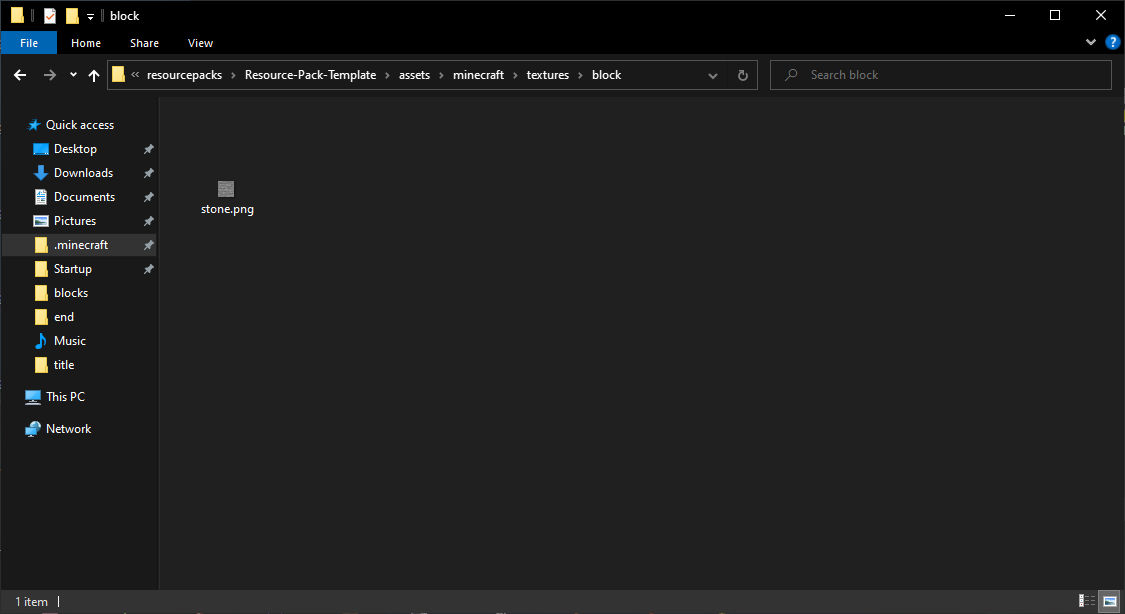 block
File Home Share View
« resourcepacks › Resource-Pack-Template › assets › minecraft › textures › block
Search block
Quick access
Desktop
Downloads
Documents
Pictures
.minecraft
Startup
blocks
end
Music
title
This PC
Network
stone.png
1 item